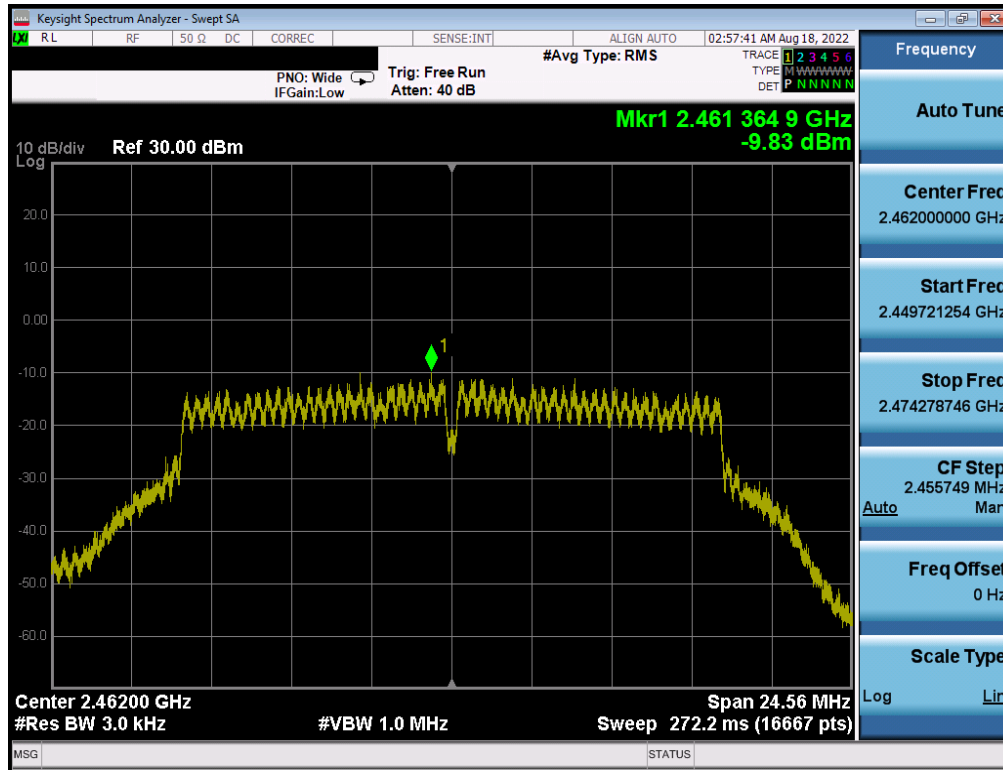 Keysight Spectrum Analyzer - Swept SA
LXI RL RF 50 Ω DC CORREC SENSE:INT ALIGN AUTO 02:57:41 AM Aug 18, 2022
#Avg Type: RMS
TRACE 1 2 3 4 5 6
PNO: Wide Trig: Free Run
TYPE M W W W W W
IFGain:Low Atten: 40 dB
DET P N N N N N
Mkr1 2.461 364 9 GHz
-9.83 dBm
10 dB/div Ref 30.00 dBm
Log
20.0
10.0
0.00
1
-10.0
-20.0
-30.0
-40.0
-50.0
-60.0
Center 2.46200 GHz Span 24.56 MHz
#Res BW 3.0 kHz #VBW 1.0 MHz Sweep 272.2 ms (16667 pts)
MSG STATUS
Frequency
Auto Tune
Center Freq
2.462000000 GHz
Start Freq
2.449721254 GHz
Stop Freq
2.474278746 GHz
CF Step
2.455749 MHz
Auto Man
Freq Offset
0 Hz
Scale Type
Log Lin